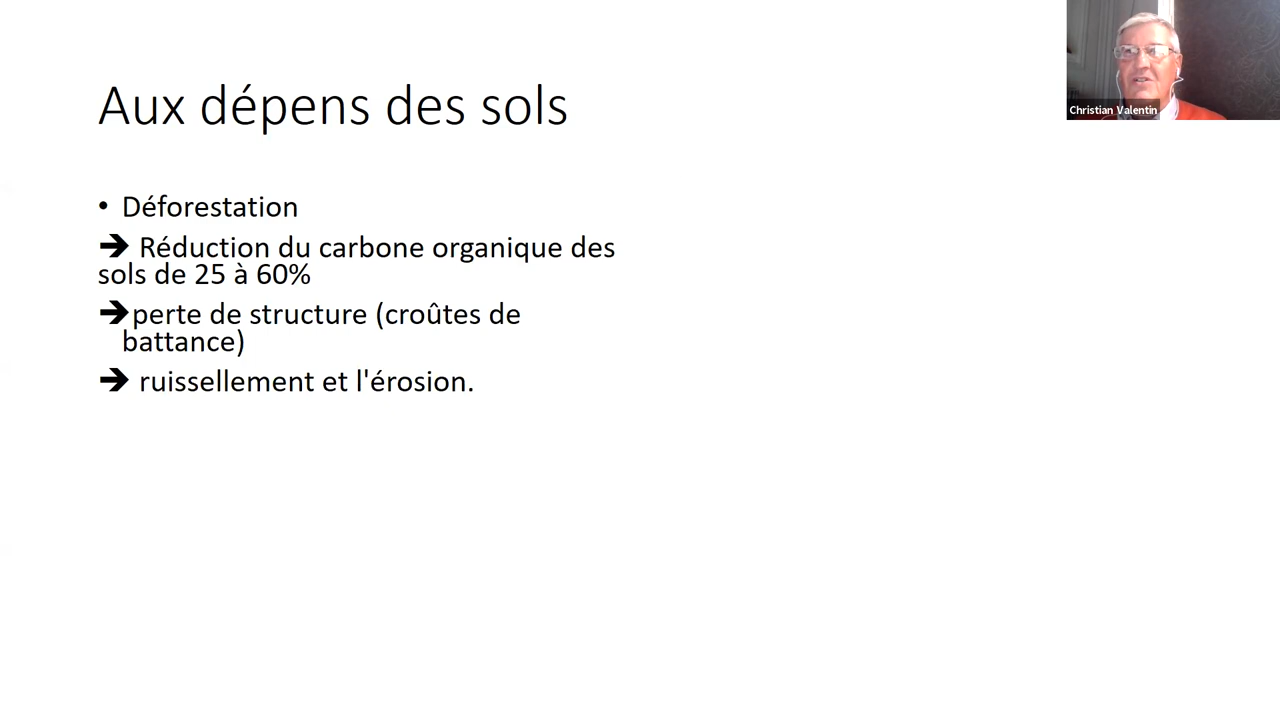 Aux dépens des sols
Christian Valentin
• Déforestation
➔ Réduction du carbone organique des
sols de 25 à 60%
➔perte de structure (croûtes de
battance)
➔ ruissellement et l'érosion.